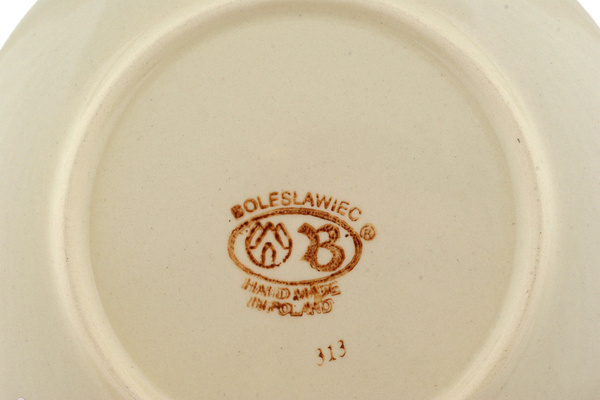 BOLESLAWIEC
B®
HAND MADE
IN POLAND
313